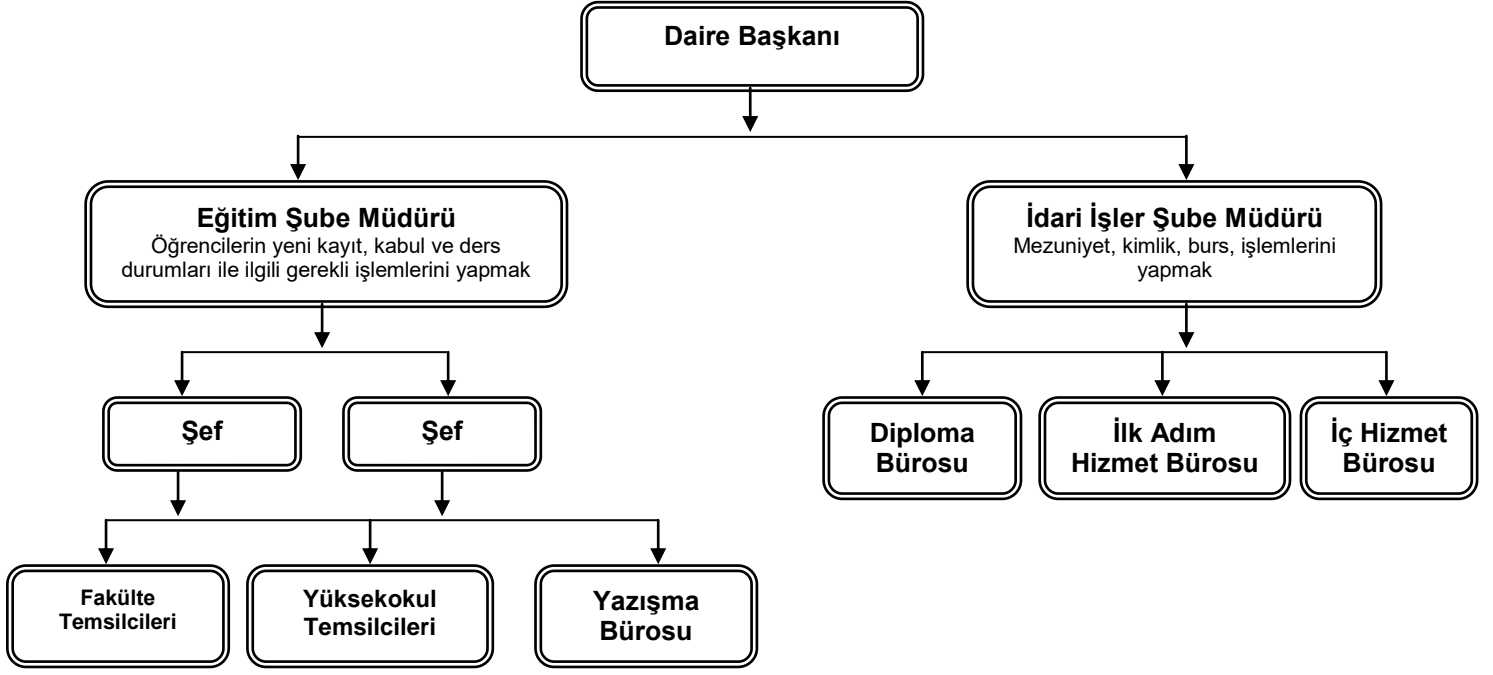 Daire Başkanı
Eğitim Şube Müdürü
Öğrencilerin yeni kayıt, kabul ve ders
durumları ile ilgili gerekli işlemlerini yapmak
İdari İşler Şube Müdürü
Mezuniyet, kimlik, burs, işlemlerini
yapmak
Şef
Şef
Diploma
Bürosu
İlk Adım
Hizmet Bürosu
İç Hizmet
Bürosu
Fakülte
Temsilcileri
Yüksekokul
Temsilcileri
Yazışma
Bürosu